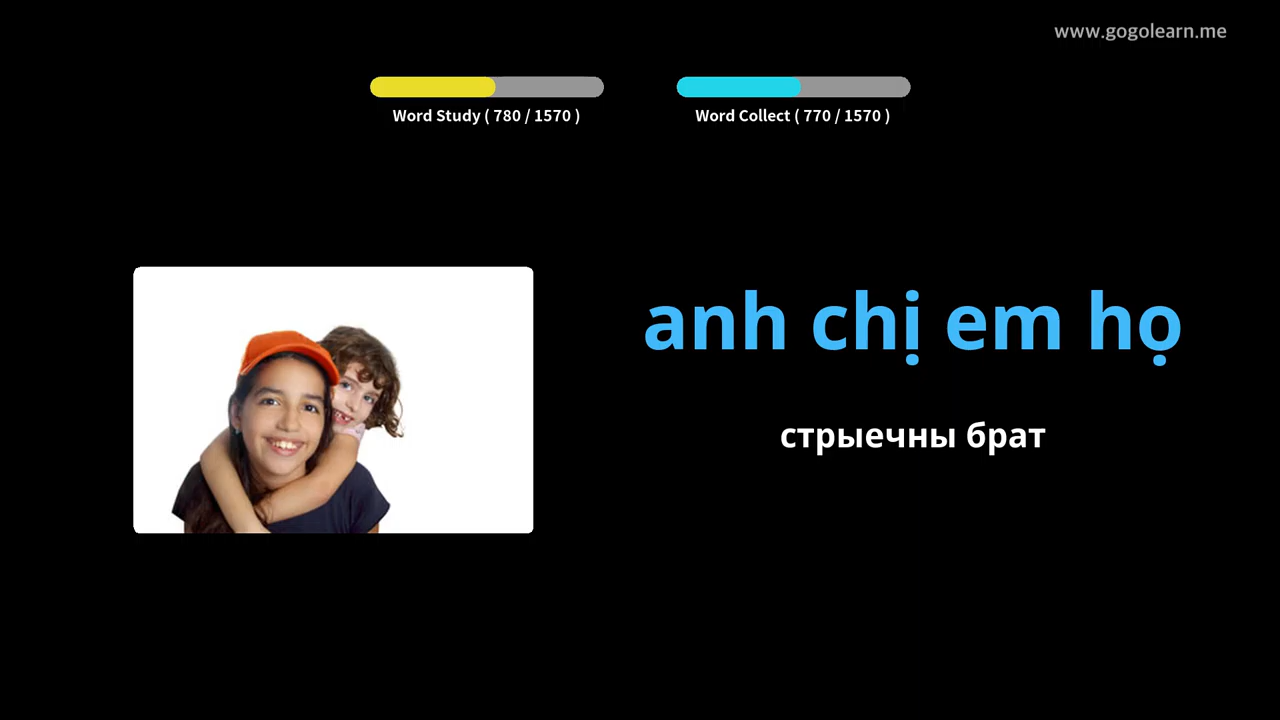 www.gogolearn.me
Word Study ( 780 / 1570 )
Word Collect ( 770 / 1570 )
anh chị em họ
стрыечны брат